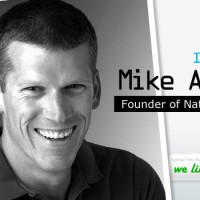 I
Mike A
Founder of Nat
we li